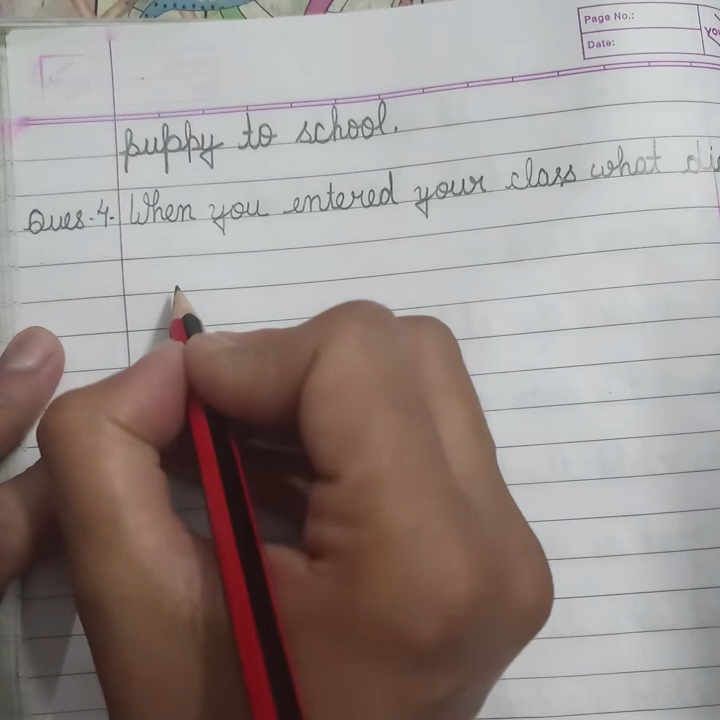 Page No.:
Date:
puppy to school.
Ques.4. When you entered your class what